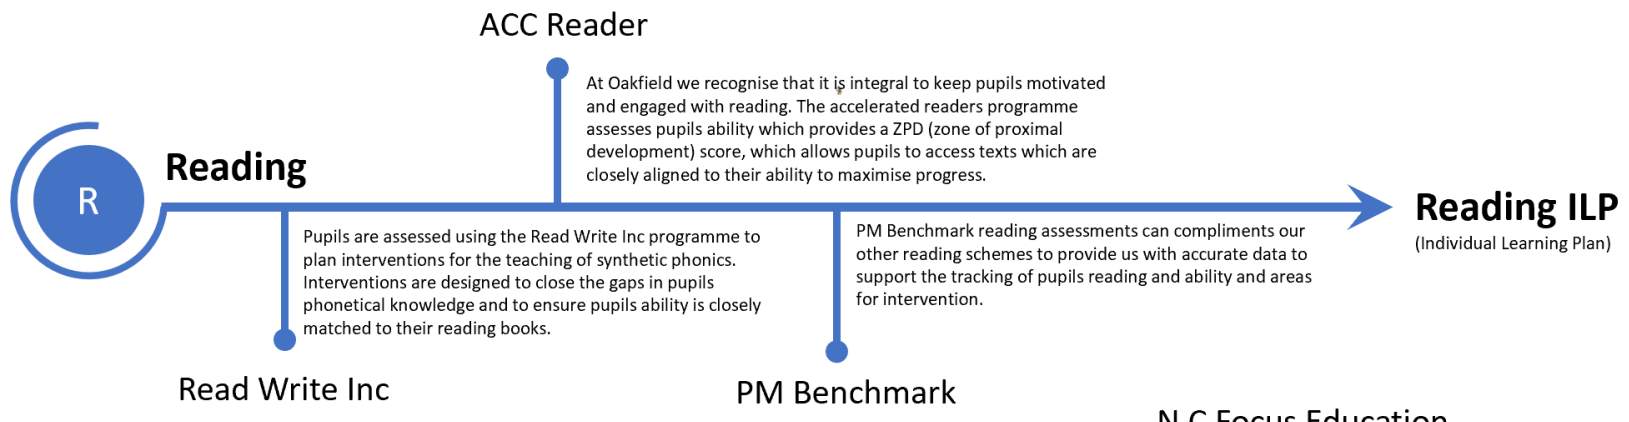 ACC Reader
At Oakfield we recognise that it is integral to keep pupils motivated
and engaged with reading. The accelerated readers programme
assesses pupils ability which provides a ZPD (zone of proximal
development) score, which allows pupils to access texts which are
closely aligned to their ability to maximise progress.
Reading
R
Reading ILP
(Individual Learning Plan)
Pupils are assessed using the Read Write Inc programme to
plan interventions for the teaching of synthetic phonics.
Interventions are designed to close the gaps in pupils
phonetical knowledge and to ensure pupils ability is closely
matched to their reading books.
Read Write Inc
PM Benchmark reading assessments can compliments our
other reading schemes to provide us with accurate data to
support the tracking of pupils reading and ability and areas
for intervention.
PM Benchmark
N C Focus Education